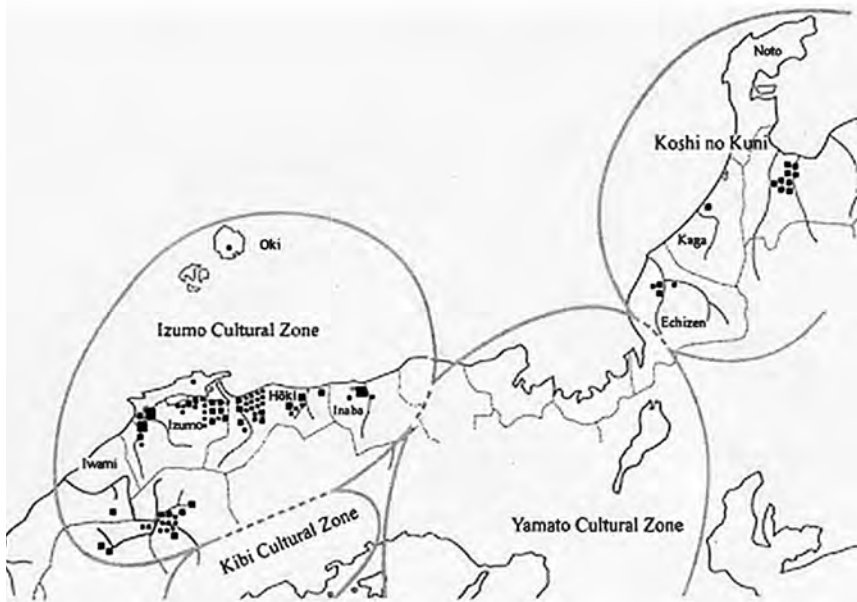 Noto
Koshi no Kuni
Kaga
Oki
Echizen
Izumo Cultural Zone
Hōki
Inaba
Izumo
Iwami
Yamato Cultural Zone
Kibi Cultural Zone